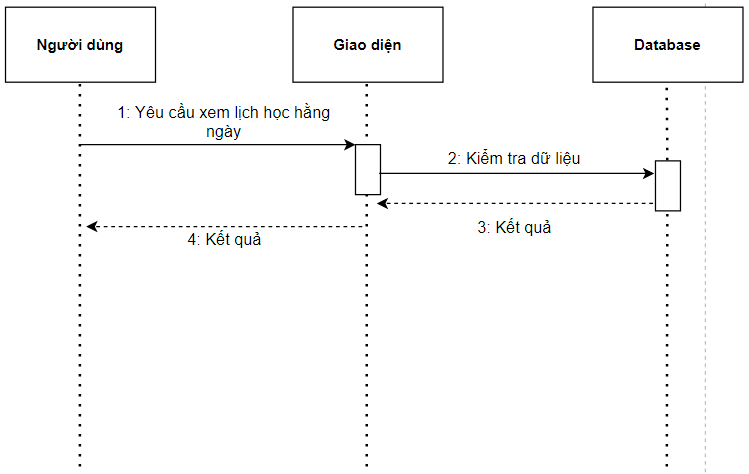 Người dùng
Giao diện
Database
1: Yêu cầu xem lịch học hằng
ngày
2: Kiểm tra dữ liệu
3: Kết quả
4: Kết quả